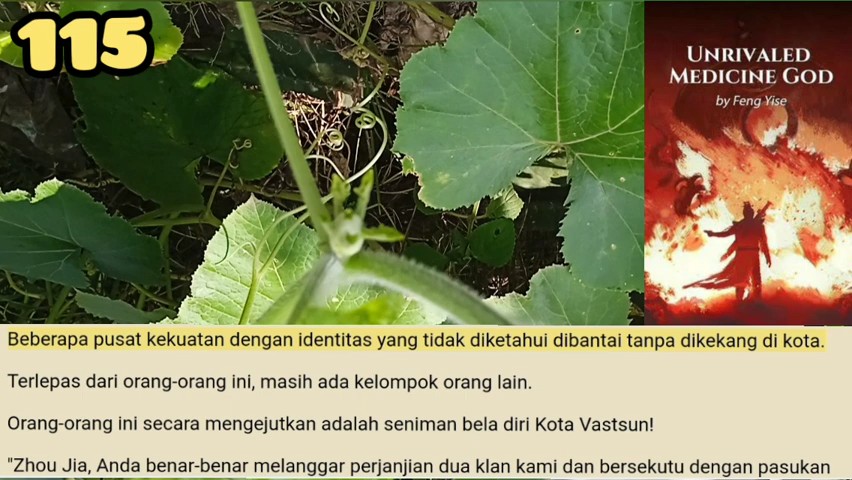 115
UNRIVALED
MEDICINE GOD
by Feng Yise
Beberapa pusat kekuatan dengan identitas yang tidak diketahui dibantai tanpa dikekang di kota.
Terlepas dari orang-orang ini, masih ada kelompok orang lain.
Orang-orang ini secara mengejutkan adalah seniman bela diri Kota Vastsun!
"Zhou Jia, Anda benar-benar melanggar perjanjian dua klan kami dan bersekutu dengan pasukan